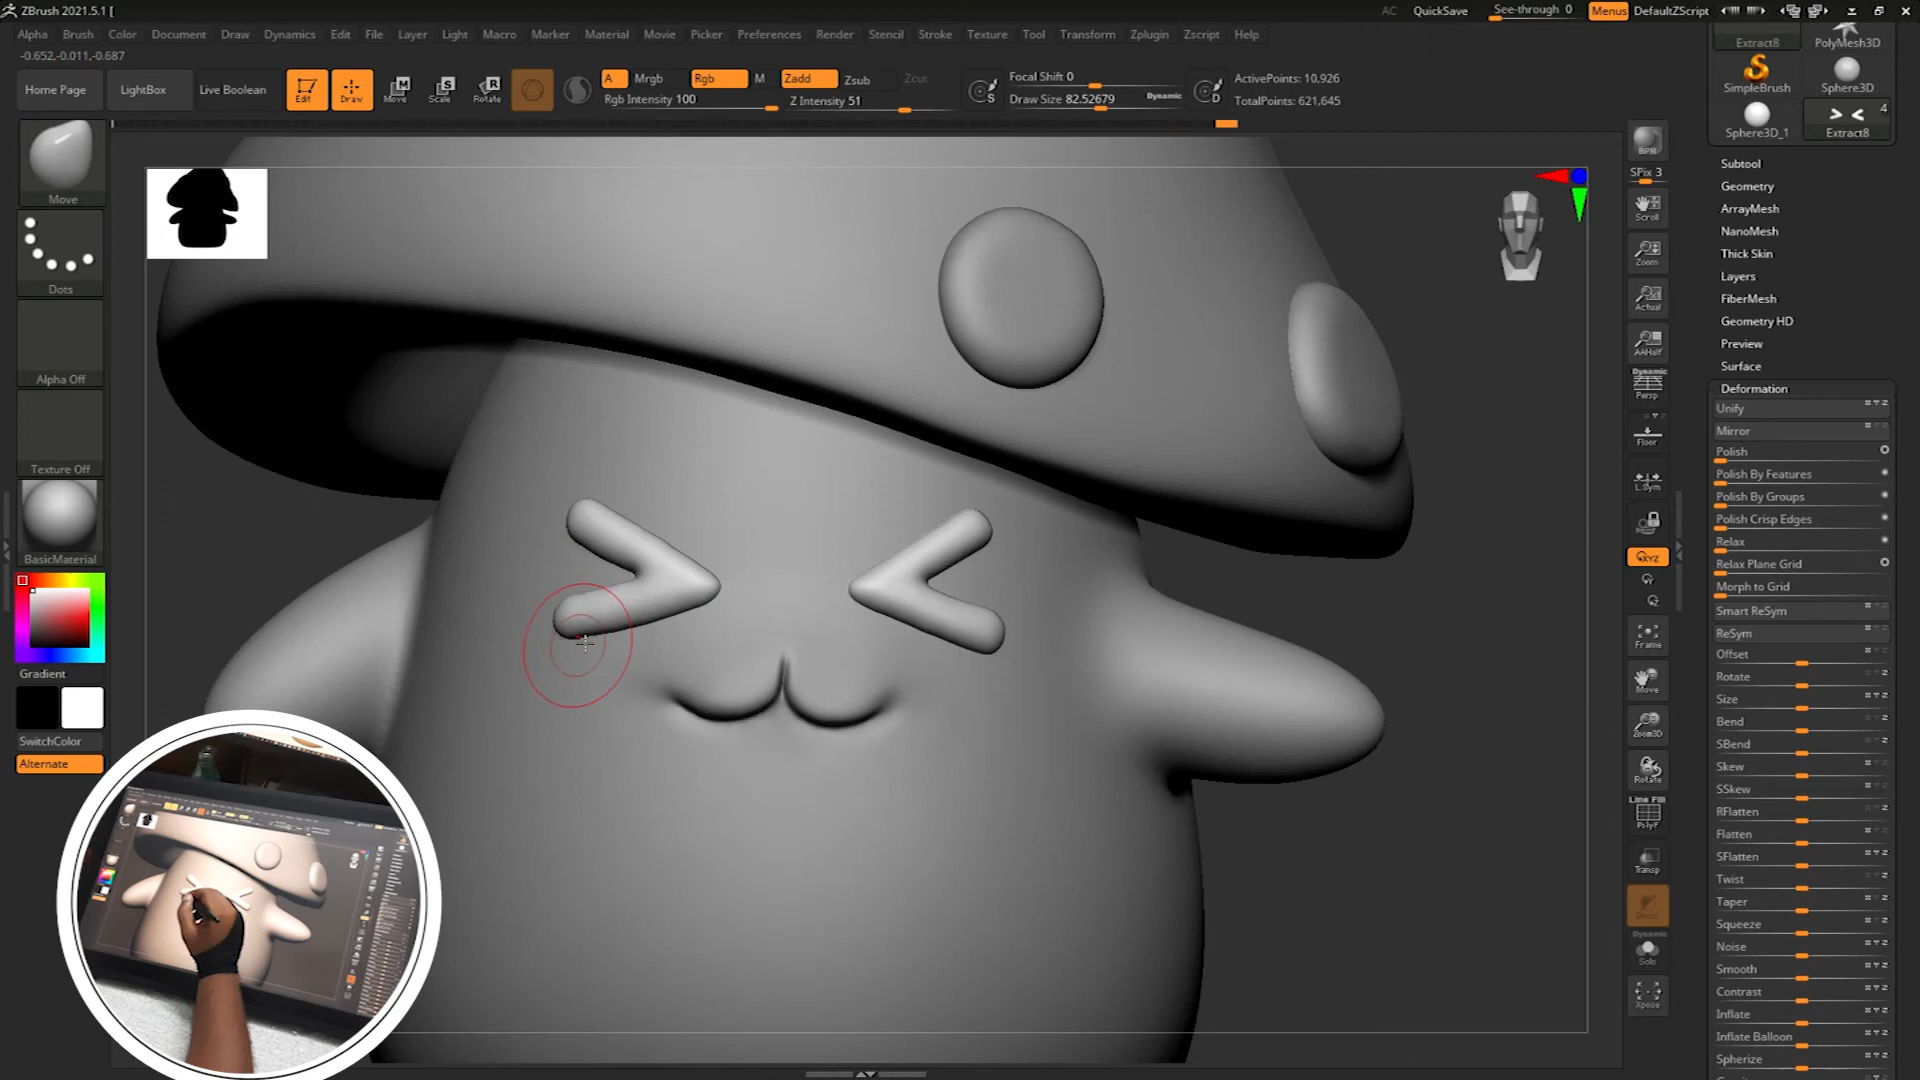 ZBrush 2021.5.1 [
AC QuickSave See-through 0 Menus DefaultZScript
Alpha Brush Color Document Draw Dynamics Edit File Layer Light Macro Marker Material Movie Picker Preferences Render Stencil Stroke Texture Tool Transform Zplugin Zscript Help
-0.652,-0.011,-0.687
Home Page LightBox Live Boolean Edit Draw Move Scale Rotate
A Mrgb Rgb M Zadd Zsub Zcut
Rgb Intensity 100 Z Intensity 51
Focal Shift 0
Draw Size 82.52679 Dynamic
S D
ActivePoints: 10,926
TotalPoints: 621,645
Move
Dots
Alpha Off
Texture Off
BasicMaterial
Gradient
SwitchColor
Alternate
BPR
SPix 3
Scroll
Zoom
Actual
AAHalf
Dynamic
Persp
Floor
L.Sym
XYZ
Frame
Move
Zoom3D
Rotate
Line Fill
PolyF
Transp
Ghost
Dynamic
Solo
Xpose
Extract8 PolyMesh3D
SimpleBrush Sphere3D
4
Sphere3D_1 Extract8
Subtool
Geometry
ArrayMesh
NanoMesh
Thick Skin
Layers
FiberMesh
Geometry HD
Preview
Surface
Deformation
Unify
Mirror
Polish
Polish By Features
Polish By Groups
Polish Crisp Edges
Relax
Relax Plane Grid
Morph to Grid
Smart ReSym
ReSym
Offset
Rotate
Size
Bend
SBend
Skew
SSkew
RFlatten
Flatten
SFlatten
Twist
Taper
Squeeze
Noise
Smooth
Contrast
Inflate
Inflate Balloon
Spherize